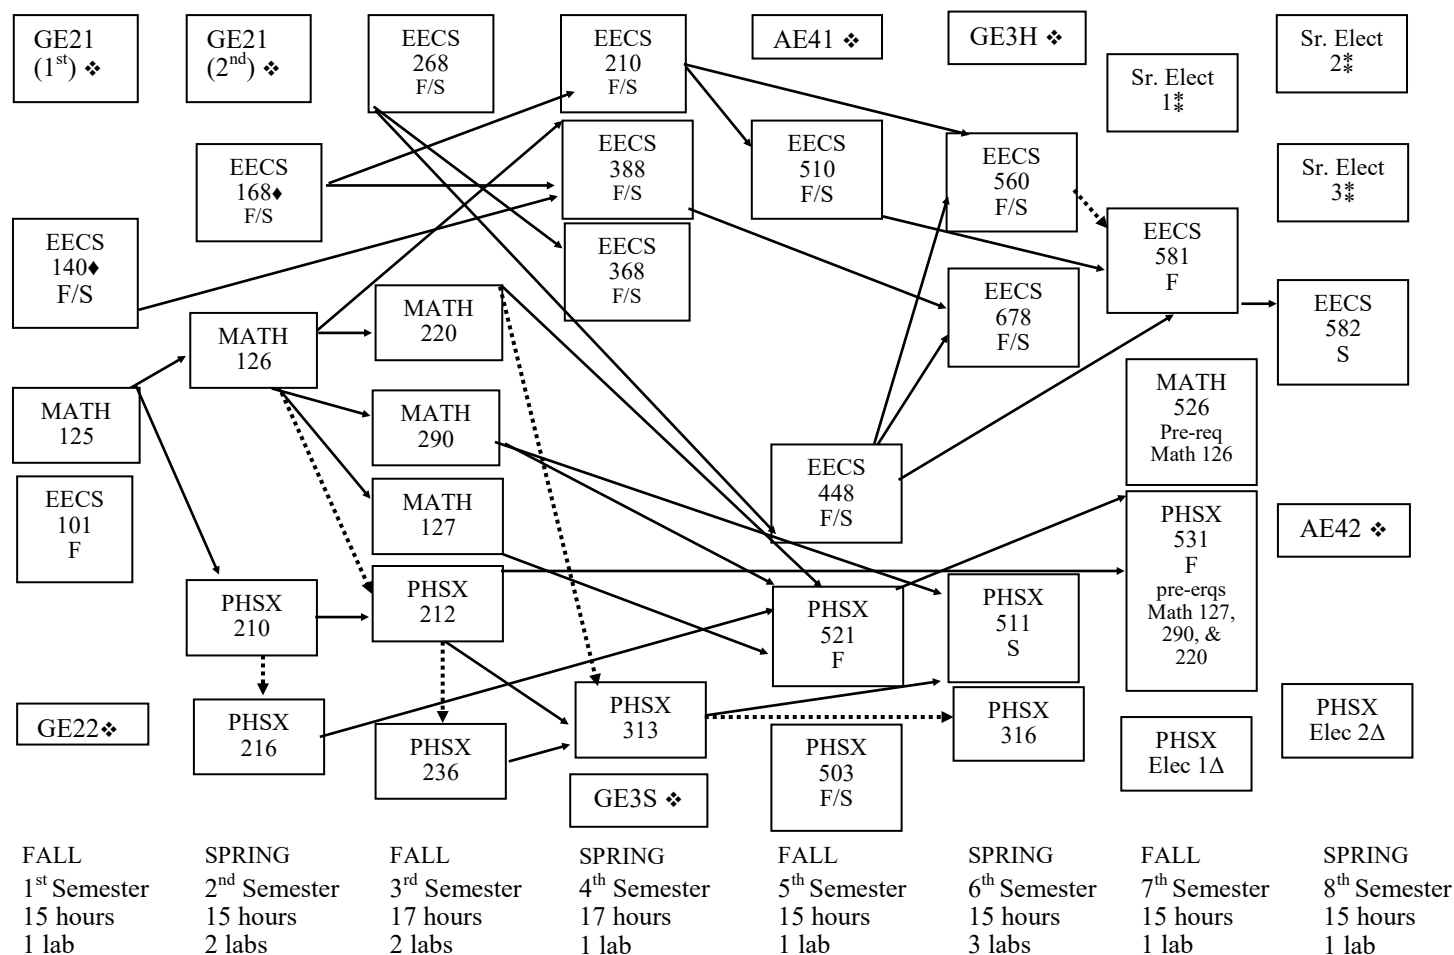 GE21
(1st) ❖
GE22❖
EECS
140♦
F/S
MATH
125
EECS
101
F
GE21
(2nd) ❖
EECS
168♦
F/S
MATH
126
PHSX
210
PHSX
216
EECS
268
F/S
MATH
220
MATH
290
MATH
127
PHSX
212
PHSX
236
EECS
210
F/S
EECS
388
F/S
EECS
368
F/S
PHSX
313
GE3S ❖
AE41 ❖
EECS
510
F/S
EECS
448
F/S
PHSX
521
F
PHSX
503
F/S
GE3H ❖
EECS
560
F/S
EECS
678
F/S
PHSX
511
S
PHSX
316
Sr. Elect
1⁑
EECS
581
F
MATH
526
Pre-req
Math 126
PHSX
531
F
pre-erqs
Math 127,
290, &
220
PHSX
Elec 1Δ
Sr. Elect
2⁑
Sr. Elect
3⁑
EECS
582
S
AE42 ❖
PHSX
Elec 2Δ
FALL
1st Semester
15 hours
1 lab
SPRING
2nd Semester
15 hours
2 labs
FALL
3rd Semester
17 hours
2 labs
SPRING
4th Semester
17 hours
1 lab
FALL
5th Semester
15 hours
1 lab
SPRING
6th Semester
15 hours
3 labs
FALL
7th Semester
15 hours
1 lab
SPRING
8th Semester
15 hours
1 lab